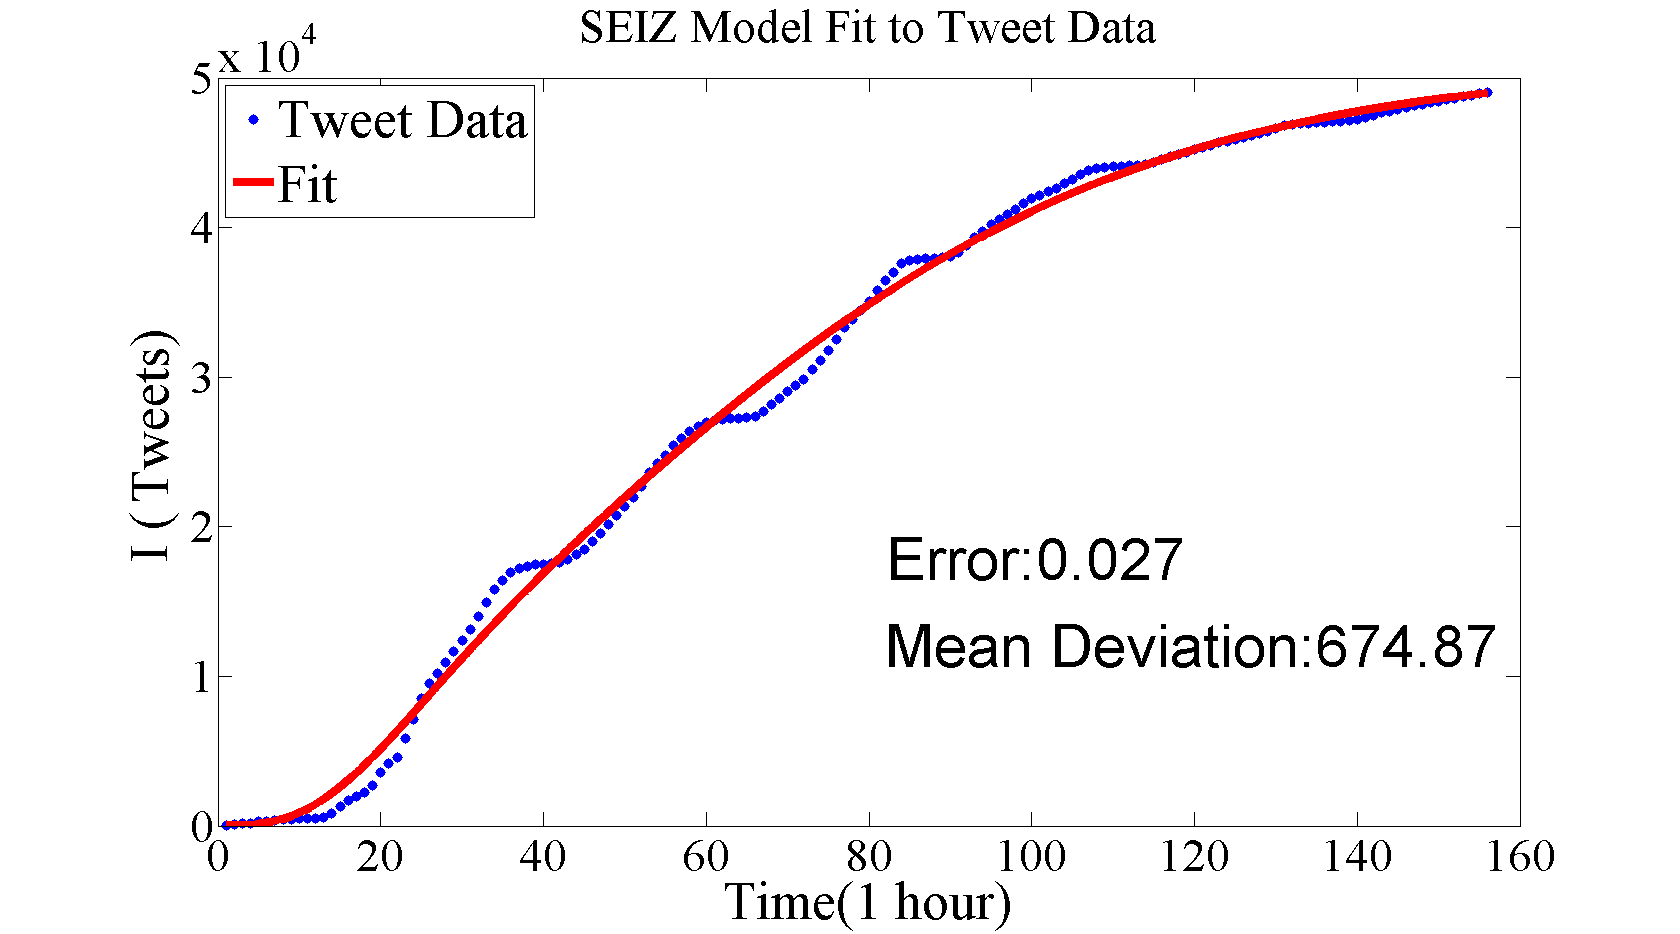 SEIZ Model Fit to Tweet Data
x 10^4
Tweet Data
Fit
5
4
3
2
1
0
I ( Tweets)
Error:0.027
Mean Deviation:674.87
0 20 40 60 80 100 120 140 160
Time(1 hour)